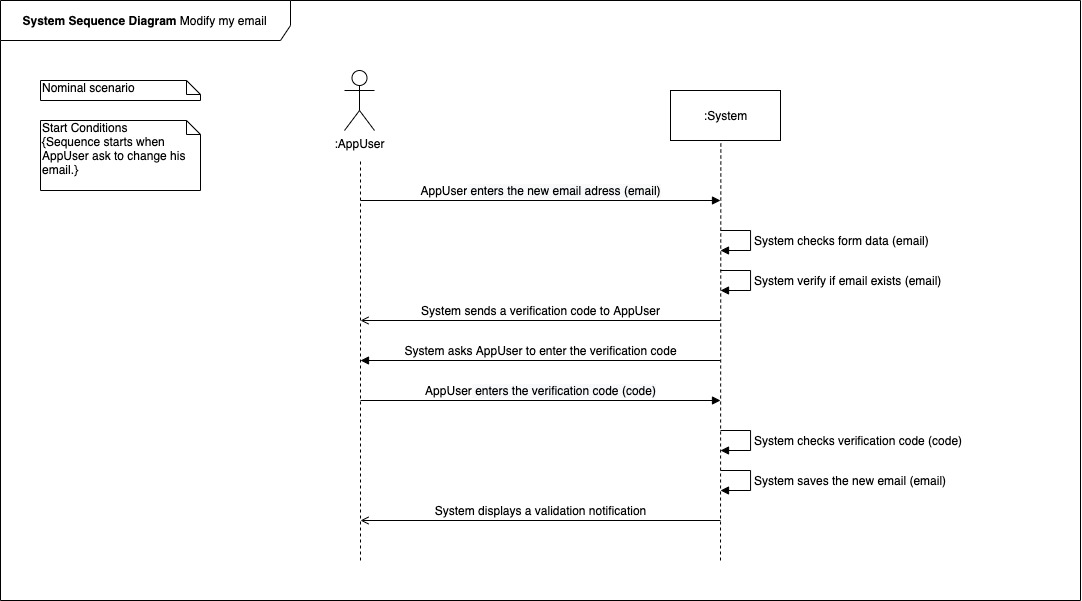 System Sequence Diagram Modify my email
Nominal scenario
Start Conditions
{Sequence starts when
AppUser ask to change his
email.}
:AppUser
:System
AppUser enters the new email adress (email)
System checks form data (email)
System verify if email exists (email)
System sends a verification code to AppUser
System asks AppUser to enter the verification code
AppUser enters the verification code (code)
System checks verification code (code)
System saves the new email (email)
System displays a validation notification